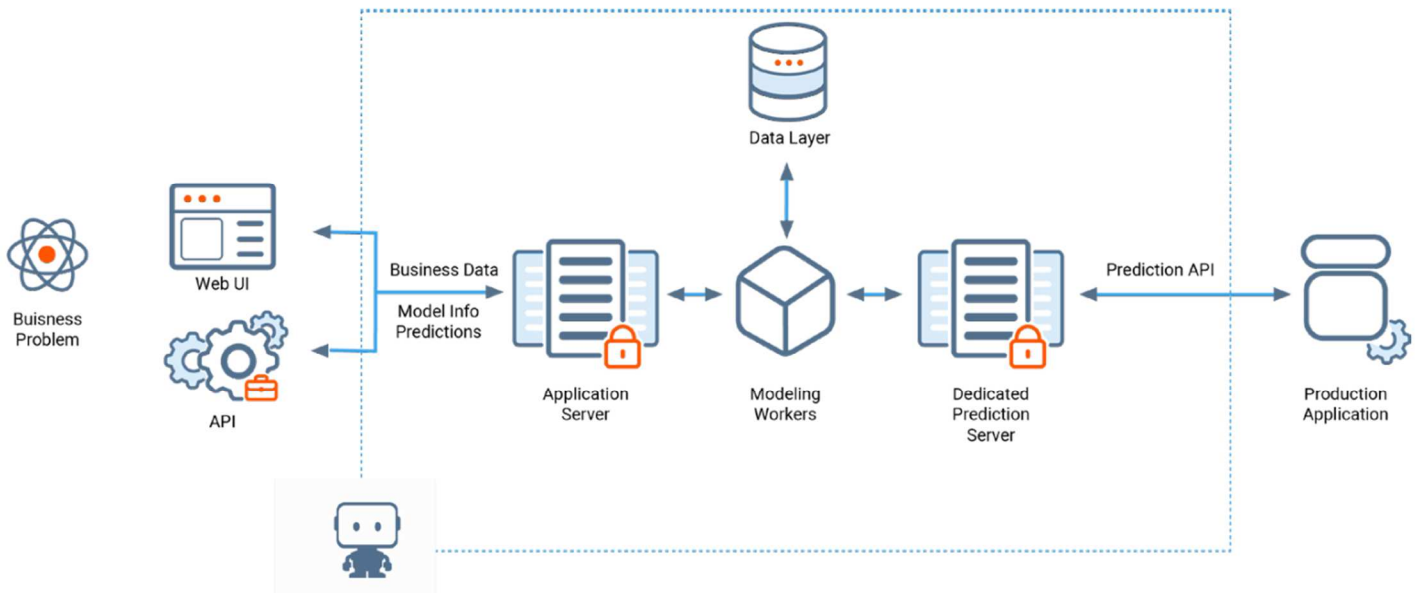 Data Layer
Web UI
Buisness
Problem
API
Business Data
Model Info
Predictions
Application
Server
Modeling
Workers
Dedicated
Prediction
Server
Prediction API
Production
Application